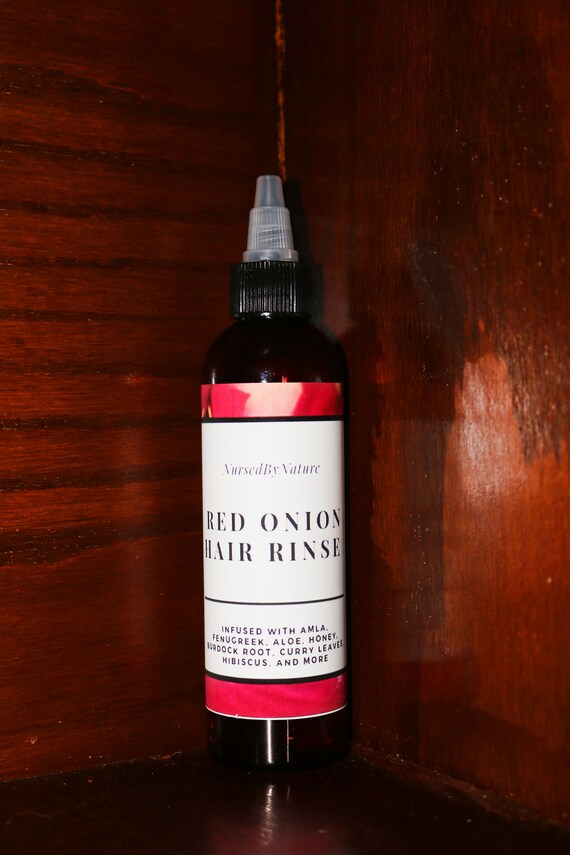 NursedByNature
RED ONION
HAIR RINSE
INFUSED WITH AMLA,
FENUGREEK, ALOE, HONEY,
BURDOCK ROOT, CURRY LEAVES,
HIBISCUS, AND MORE